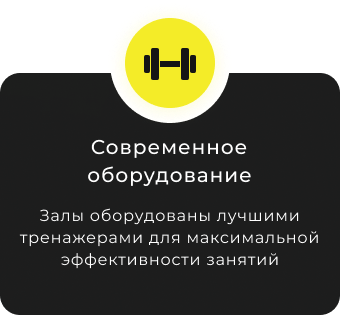 Современное
оборудование
Залы оборудованы лучшими
тренажерами для максимальной
эффективности занятий